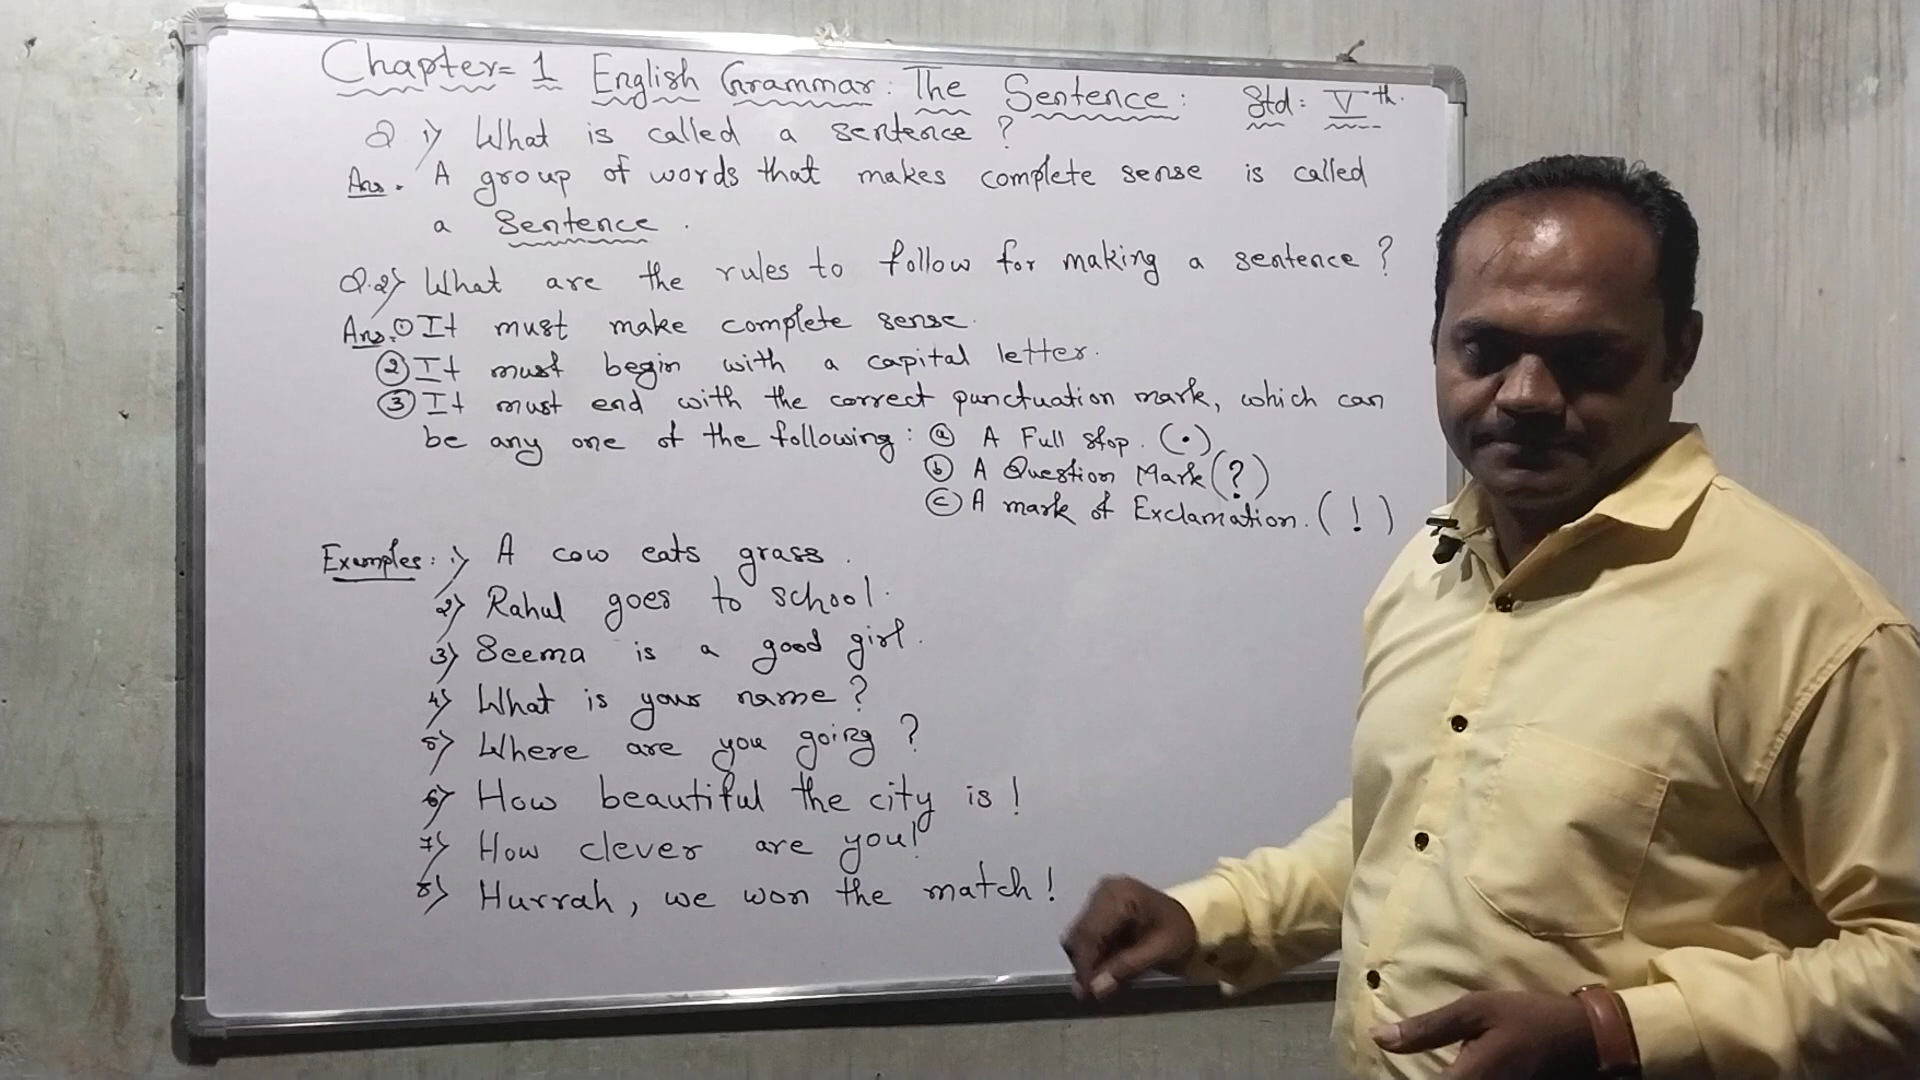 Chapter= 1 English Grammar: The Sentence: Std: Vth.
Q 1) What is called a sentence?
Ans. A group of words that makes complete sense is called
a Sentence.
Q.2) What are the rules to follow for making a sentence?
Ans:① It must make complete sense.
② It must begin with a capital letter.
③ It must end with the correct punctuation mark, which can
be any one of the following: ⓐ A Full stop. (.)
ⓑ A Question Mark (?)
ⓒ A mark of Exclamation. (!)
Examples: 1) A cow eats grass.
2) Rahul goes to school.
3) Seema is a good girl.
4) What is your name?
5) Where are you going?
6) How beautiful the city is!
7) How clever are you!
8) Hurrah, we won the match!